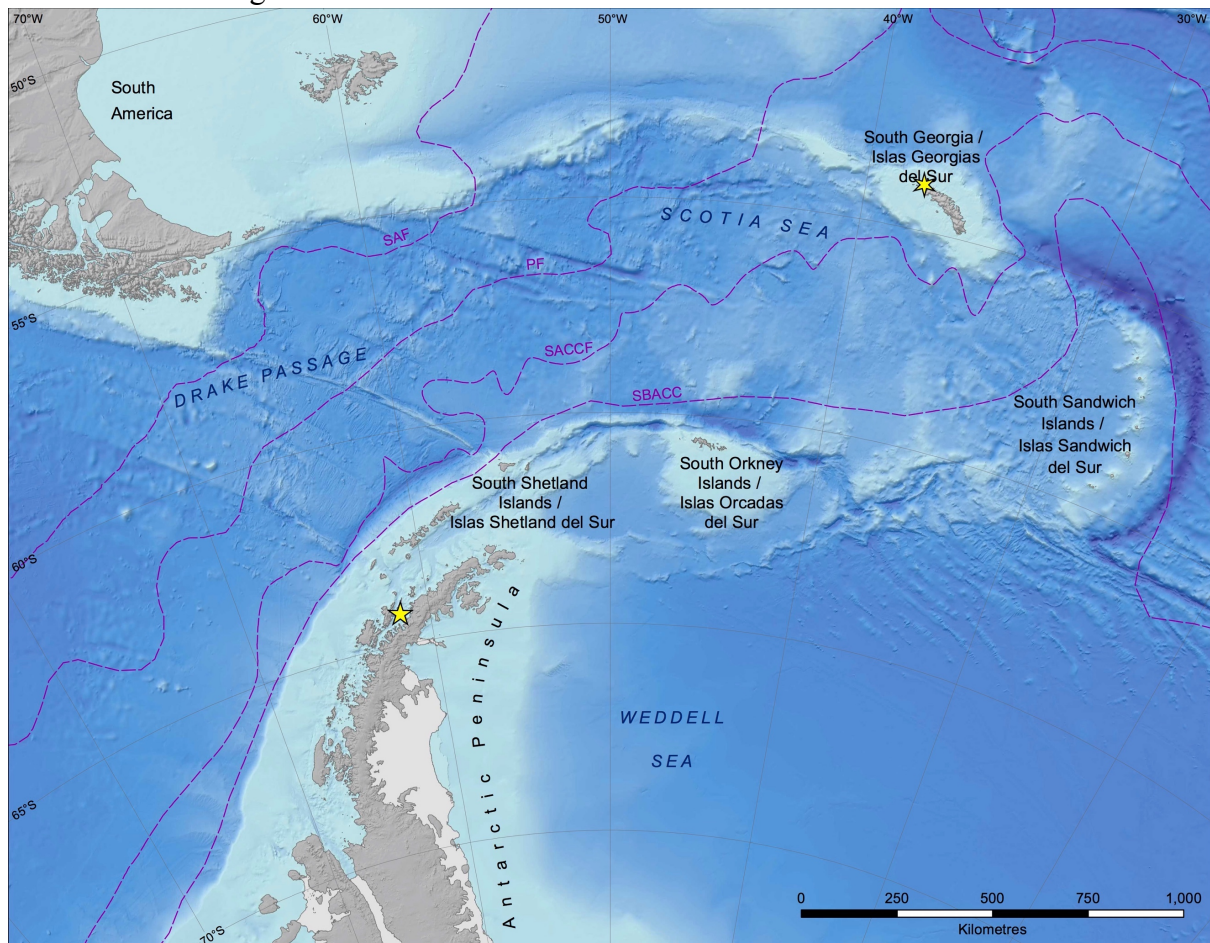 70°W
60°W
50°W
40°W
30°W
50°S
South
America
South Georgia /
Islas Georgias
del Sur
SCOTIA SEA
SAF
PF
55°S
DRAKE PASSAGE
SACCF
SBACC
South Sandwich
Islands /
Islas Sandwich
del Sur
South Shetland
Islands /
Islas Shetland del Sur
South Orkney
Islands /
Islas Orcadas
del Sur
60°S
Antarctic Peninsula
WEDDELL
SEA
65°S
70°S
0 250 500 750 1,000
Kilometres